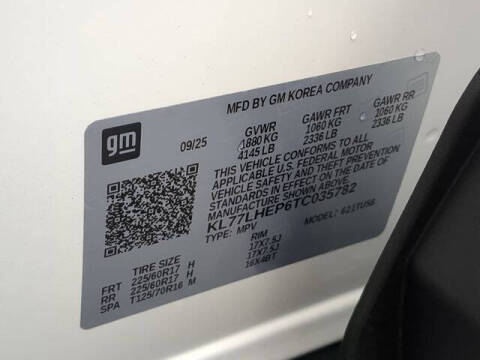 MFD BY GM KOREA COMPANY
gm
09/25
GVWR GAWR FRT GAWR RR
1880 KG 1060 KG 1060 KG
4145 LB 2336 LB 2336 LB
THIS VEHICLE CONFORMS TO ALL
APPLICABLE U.S. FEDERAL MOTOR
VEHICLE SAFETY AND THEFT PREVENTION
STANDARDS IN EFFECT ON THE DATE OF
MANUFACTURE SHOWN ABOVE.
KL77LHEP6TC035782
TYPE: MPV MODEL: 621TU56
TIRE SIZE RIM
FRT 225/60R17 H 17X7.5J
RR 225/60R17 H 17X7.5J
SPA T125/70R16 M 16X4BT